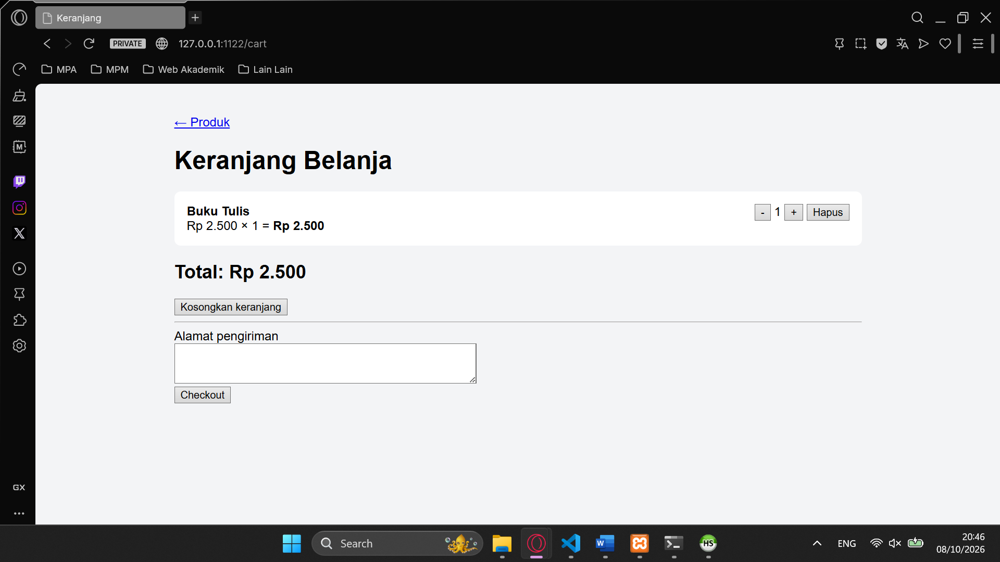 Keranjang
PRIVATE
127.0.0.1:1122/cart
MPA
MPM
Web Akademik
Lain Lain
M
← Produk
Keranjang Belanja
Buku Tulis
- 1 + Hapus
Rp 2.500 × 1 = Rp 2.500
Total: Rp 2.500
Kosongkan keranjang
Alamat pengiriman
Checkout
GX
Search
W
HS
ENG
20:46
08/10/2026